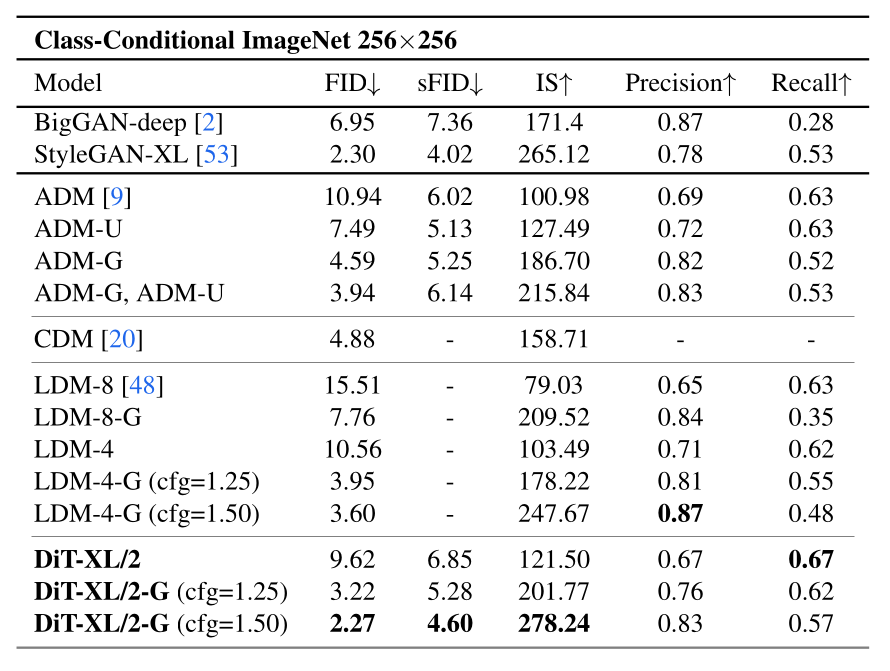 Class-Conditional ImageNet 256×256
Model FID↓ sFID↓ IS↑ Precision↑ Recall↑
BigGAN-deep [2] 6.95 7.36 171.4 0.87 0.28
StyleGAN-XL [53] 2.30 4.02 265.12 0.78 0.53
ADM [9] 10.94 6.02 100.98 0.69 0.63
ADM-U 7.49 5.13 127.49 0.72 0.63
ADM-G 4.59 5.25 186.70 0.82 0.52
ADM-G, ADM-U 3.94 6.14 215.84 0.83 0.53
CDM [20] 4.88 - 158.71 - -
LDM-8 [48] 15.51 - 79.03 0.65 0.63
LDM-8-G 7.76 - 209.52 0.84 0.35
LDM-4 10.56 - 103.49 0.71 0.62
LDM-4-G (cfg=1.25) 3.95 - 178.22 0.81 0.55
LDM-4-G (cfg=1.50) 3.60 - 247.67 0.87 0.48
DiT-XL/2 9.62 6.85 121.50 0.67 0.67
DiT-XL/2-G (cfg=1.25) 3.22 5.28 201.77 0.76 0.62
DiT-XL/2-G (cfg=1.50) 2.27 4.60 278.24 0.83 0.57